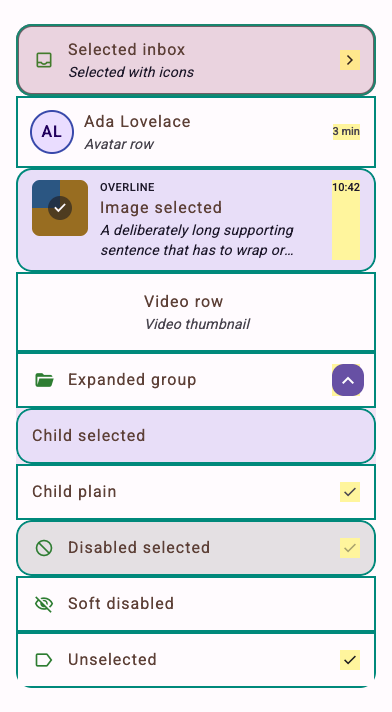 Selected inbox
Selected with icons
AL
Ada Lovelace
Avatar row
3 min
OVERLINE
10:42
Image selected
A deliberately long supporting
sentence that has to wrap or…
Video row
Video thumbnail
Expanded group
Child selected
Child plain
Disabled selected
Soft disabled
Unselected